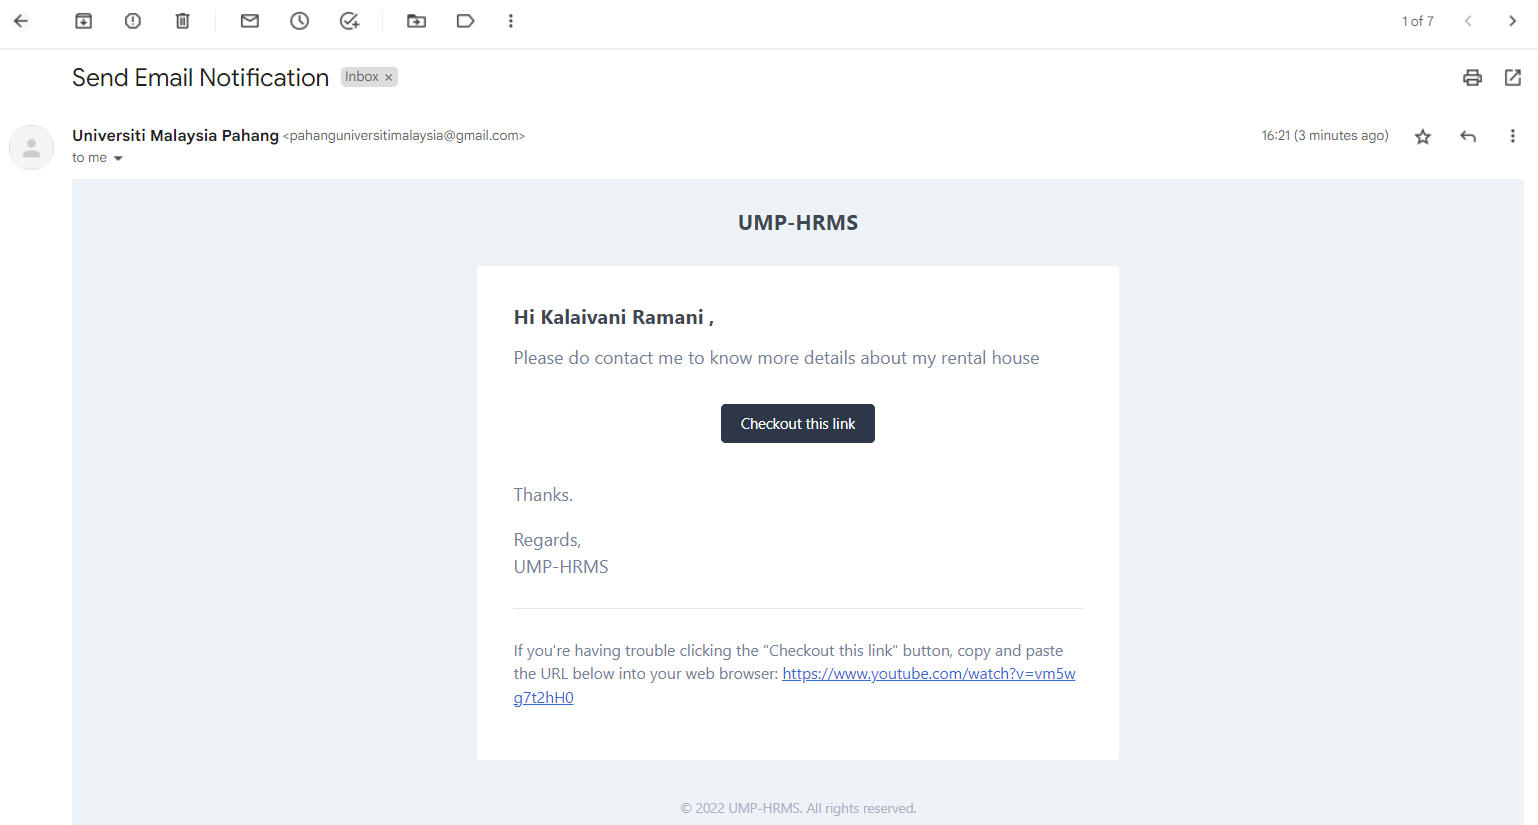 1 of 7
Send Email Notification Inbox ×
Universiti Malaysia Pahang <pahanguniversitimalaysia@gmail.com> 16:21 (3 minutes ago)
to me
UMP-HRMS
Hi Kalaivani Ramani ,
Please do contact me to know more details about my rental house
Checkout this link
Thanks.
Regards,
UMP-HRMS
If you're having trouble clicking the "Checkout this link" button, copy and paste
the URL below into your web browser: https://www.youtube.com/watch?v=vm5w
g7t2hH0
© 2022 UMP-HRMS. All rights reserved.